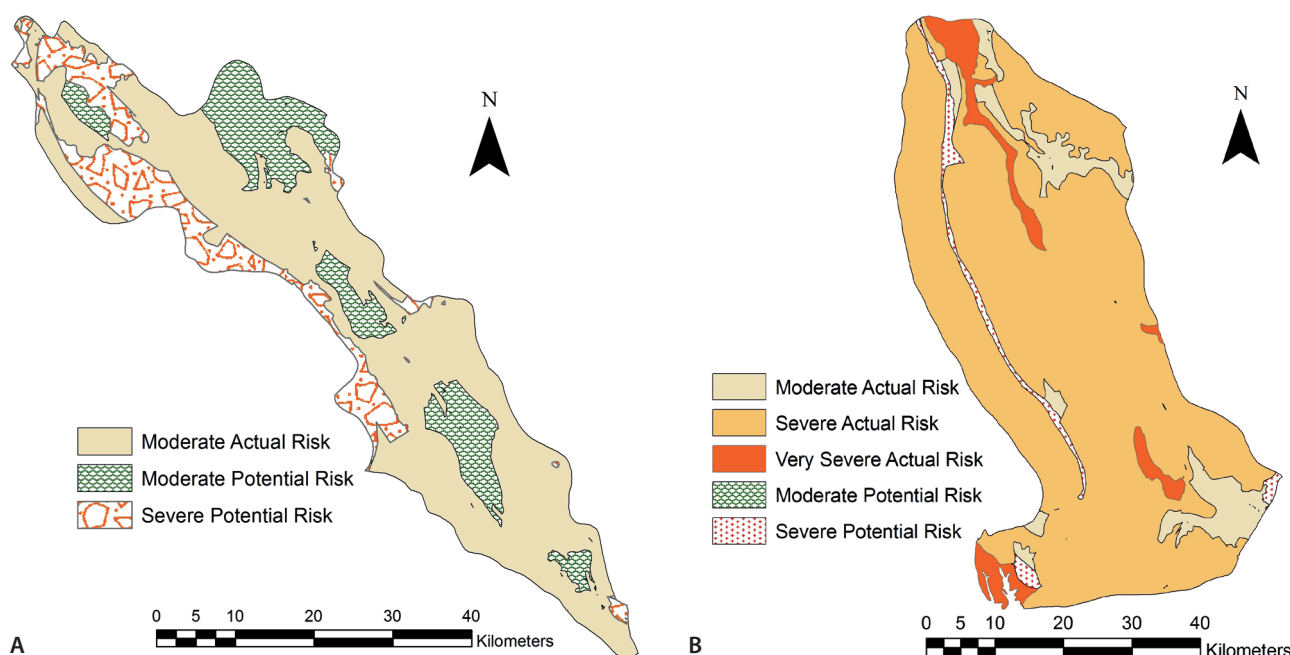 N
Moderate Actual Risk
Moderate Potential Risk
Severe Potential Risk
0 5 10 20 30 40
Kilometers
A
N
Moderate Actual Risk
Severe Actual Risk
Very Severe Actual Risk
Moderate Potential Risk
Severe Potential Risk
0 5 10 20 30 40
Kilometers
B